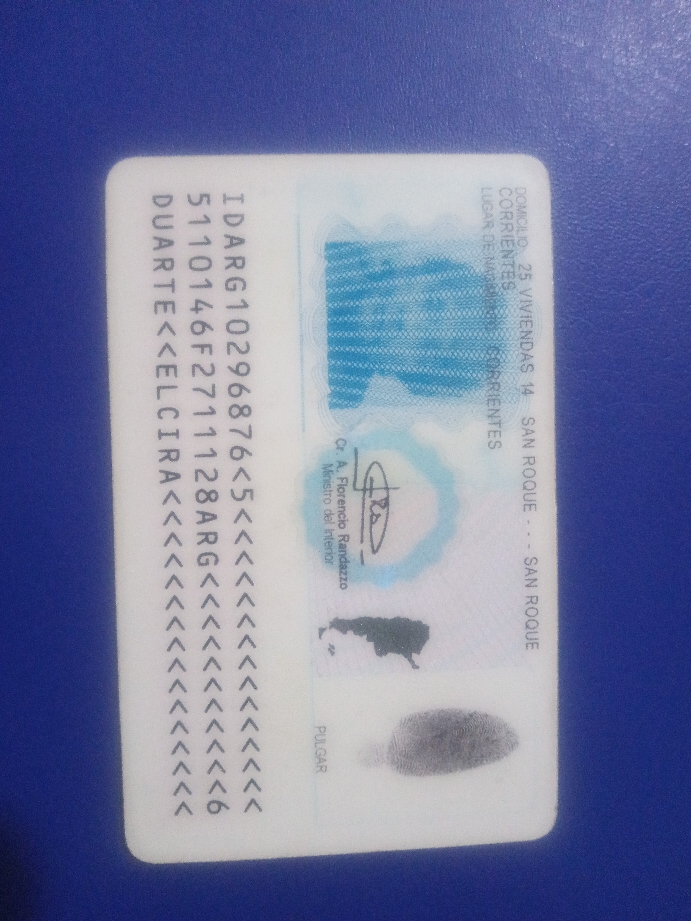 DOMICILIO: 25 VIVIENDAS 14 SAN ROQUE - - - SAN ROQUE
CORRIENTES
LUGAR DE NACIMIENTO: CORRIENTES
Cr. A. Florencio Randazzo
Ministro del Interior
PULGAR
IDARG10296876<5<<<<<<<<<<<<<<<
5110146F2711128ARG<<<<<<<<<<<6
DUARTE<<ELCIRA<<<<<<<<<<<<<<<<